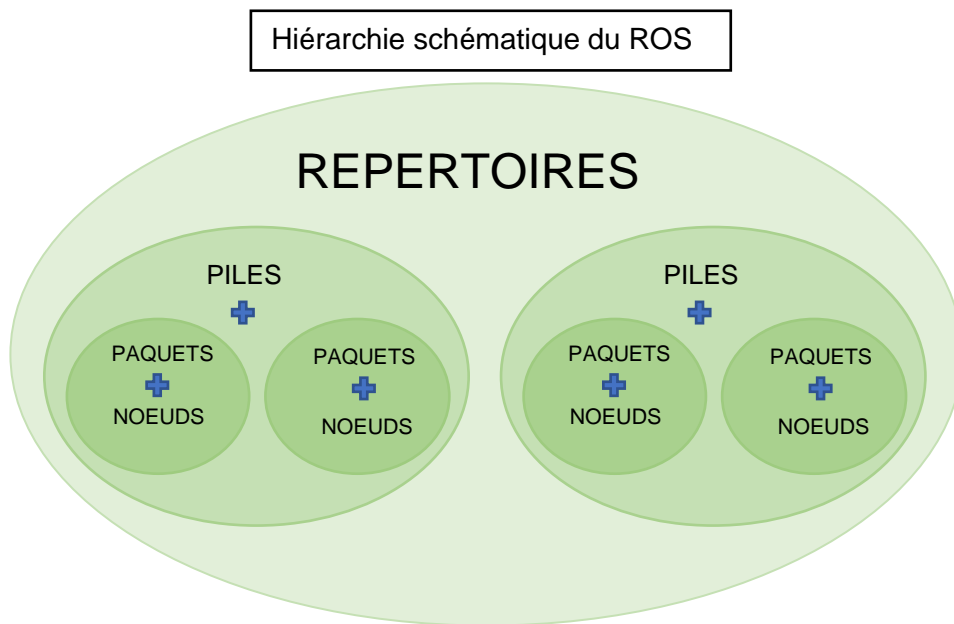 Hiérarchie schématique du ROS
REPERTOIRES
PILES
PAQUETS
NOEUDS
PAQUETS
NOEUDS
PILES
PAQUETS
NOEUDS
PAQUETS
NOEUDS